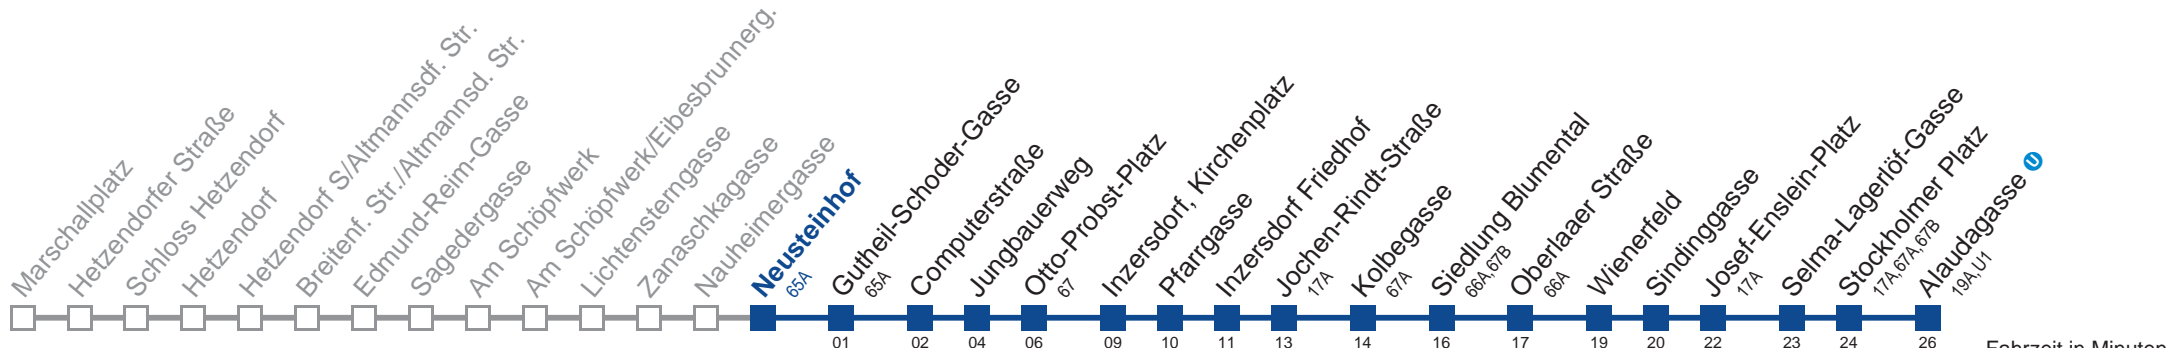 Marschallplatz
Hetzendorfer Straße
Schloss Hetzendorf
Hetzendorf
Hetzendorf S/Altmannsdf. Str.
Breitenf. Str./Altmannsd. Str.
Edmund-Reim-Gasse
Sagedergasse
Am Schöpfwerk
Am Schöpfwerk/Eibesbrunnerg.
Lichtensterngasse
Zanaschkagasse
Nauheimergasse
Neusteinhof
65A
Gutheil-Schoder-Gasse
65A
Computerstraße
Jungbauerweg
Otto-Probst-Platz
67
Inzersdorf, Kirchenplatz
Pfarrgasse
Inzersdorf Friedhof
Jochen-Rindt-Straße
17A
Kolbegasse
67A
Siedlung Blumental
66A,67B
Oberlaaer Straße
66A
Wienerfeld
Sindinggasse
Josef-Enslein-Platz
17A
Selma-Lagerlöf-Gasse
Stockholmer Platz
17A,67A,67B
Alaudagasse U
19A,U1
01 02 04 06 09 10 11 13 14 16 17 19 20 22 23 24 26
Fahrzeit in Minuten